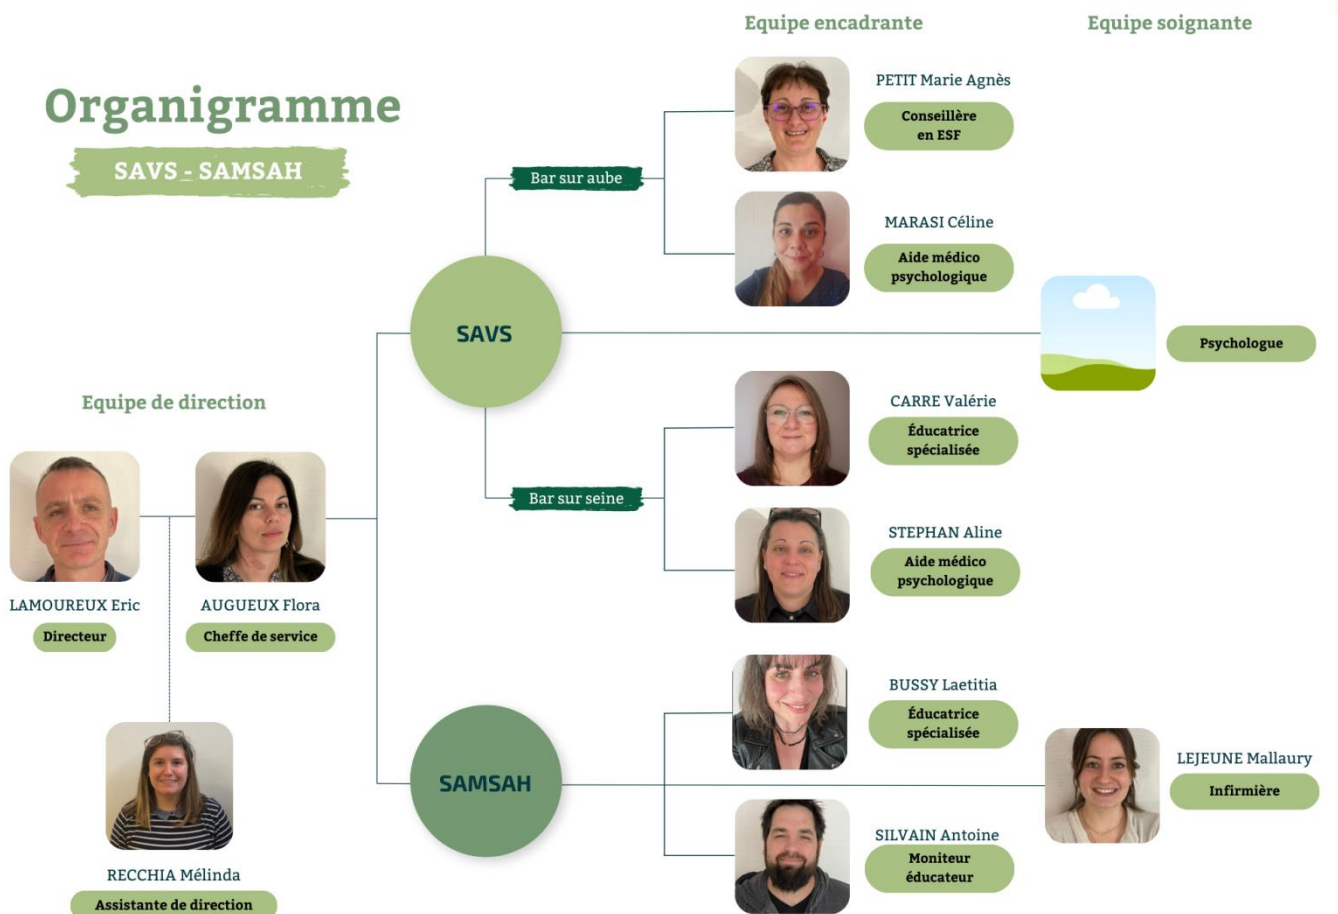 Equipe encadrante
Equipe soignante
Organigramme
SAVS - SAMSAH
PETIT Marie Agnès
Conseillère
en ESF
Bar sur aube
MARASI Céline
Aide médico
psychologique
SAVS
Psychologue
Equipe de direction
CARRE Valérie
Éducatrice
spécialisée
Bar sur seine
STEPHAN Aline
Aide médico
psychologique
LAMOUREUX Eric
Directeur
AUGUEUX Flora
Cheffe de service
BUSSY Laetitia
Éducatrice
spécialisée
SAMSAH
LEJEUNE Mallaury
Infirmière
SILVAIN Antoine
Moniteur
éducateur
RECCHIA Mélinda
Assistante de direction